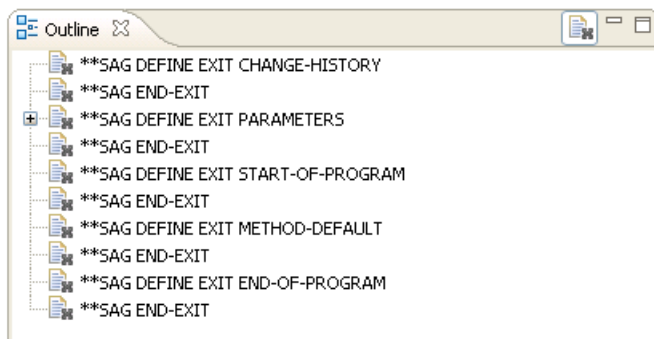 Outline
**SAG DEFINE EXIT CHANGE-HISTORY
**SAG END-EXIT
**SAG DEFINE EXIT PARAMETERS
**SAG END-EXIT
**SAG DEFINE EXIT START-OF-PROGRAM
**SAG END-EXIT
**SAG DEFINE EXIT METHOD-DEFAULT
**SAG END-EXIT
**SAG DEFINE EXIT END-OF-PROGRAM
**SAG END-EXIT